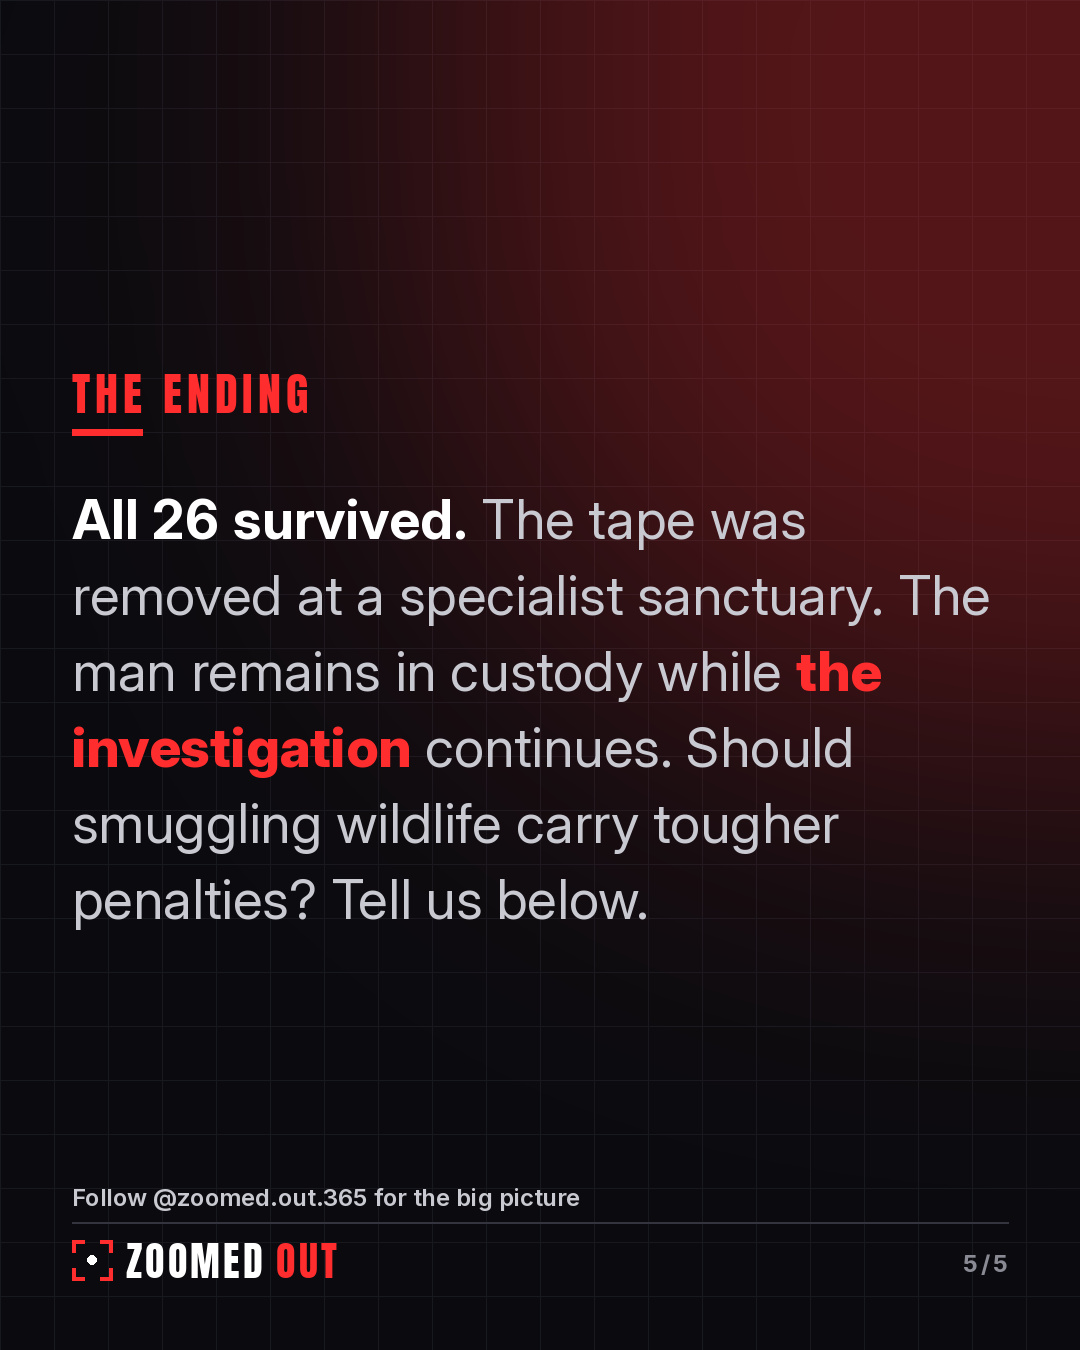 THE ENDING
All 26 survived. The tape was
removed at a specialist sanctuary. The
man remains in custody while the
investigation continues. Should
smuggling wildlife carry tougher
penalties? Tell us below.
Follow @zoomed.out.365 for the big picture
ZOOMED OUT
5/5